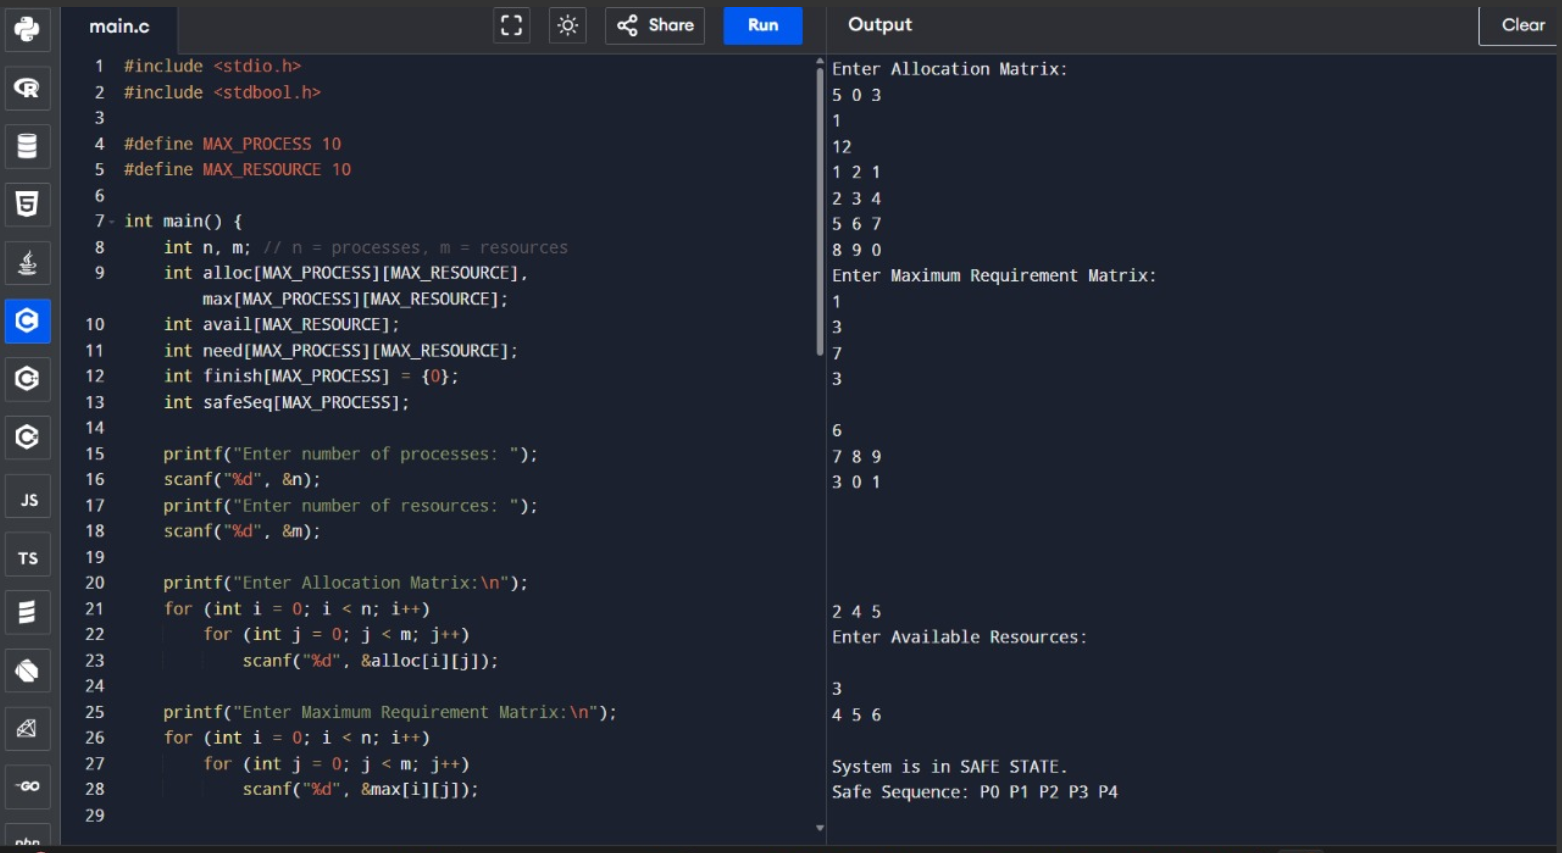 main.c
Share
Run
Output
Clear
1 #include <stdio.h>
2 #include <stdbool.h>
3
4 #define MAX_PROCESS 10
5 #define MAX_RESOURCE 10
6
7 int main() {
8 int n, m; // n = processes, m = resources
9 int alloc[MAX_PROCESS][MAX_RESOURCE],
max[MAX_PROCESS][MAX_RESOURCE];
10 int avail[MAX_RESOURCE];
11 int need[MAX_PROCESS][MAX_RESOURCE];
12 int finish[MAX_PROCESS] = {0};
13 int safeSeq[MAX_PROCESS];
14
15 printf("Enter number of processes: ");
16 scanf("%d", &n);
17 printf("Enter number of resources: ");
18 scanf("%d", &m);
19
20 printf("Enter Allocation Matrix:\n");
21 for (int i = 0; i < n; i++)
22 for (int j = 0; j < m; j++)
23 scanf("%d", &alloc[i][j]);
24
25 printf("Enter Maximum Requirement Matrix:\n");
26 for (int i = 0; i < n; i++)
27 for (int j = 0; j < m; j++)
28 scanf("%d", &max[i][j]);
29
Enter Allocation Matrix:
5 0 3
1
12
1 2 1
2 3 4
5 6 7
8 9 0
Enter Maximum Requirement Matrix:
1
3
7
3
6
7 8 9
3 0 1
2 4 5
Enter Available Resources:
3
4 5 6
System is in SAFE STATE.
Safe Sequence: P0 P1 P2 P3 P4
R
5
C
C
C
JS
TS
GO
php